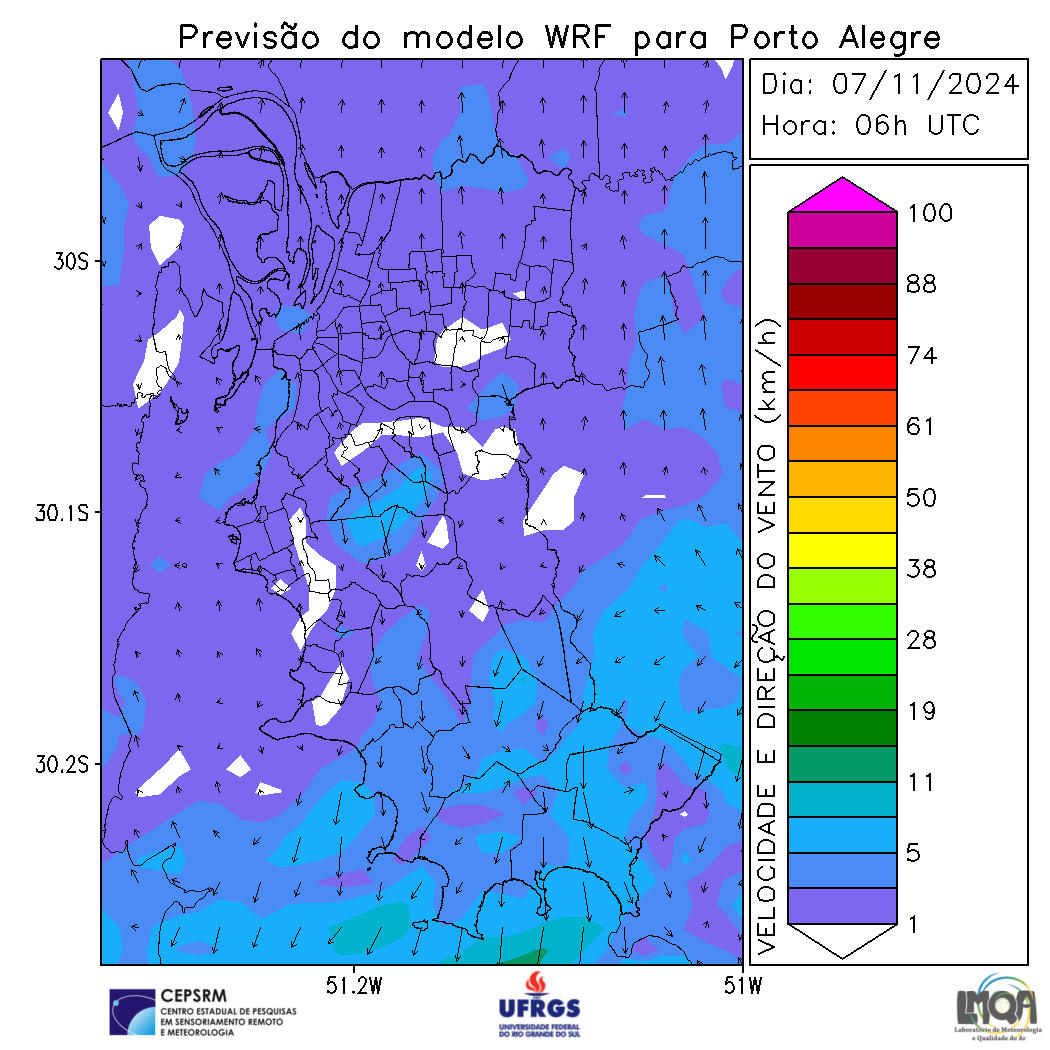 Previsão do modelo WRF para Porto Alegre
Dia: 07/11/2024
Hora: 06h UTC
30S
30.1S
30.2S
51.2W
51W
VELOCIDADE E DIREÇÃO DO VENTO (km/h)
100
88
74
61
50
38
28
19
11
5
1
CEPSRM
CENTRO ESTADUAL DE PESQUISAS
EM SENSORIAMENTO REMOTO
E METEOROLOGIA
UFRGS
UNIVERSIDADE FEDERAL
DO RIO GRANDE DO SUL
LMQA
Laboratório de Meteorologia
e Qualidade do Ar